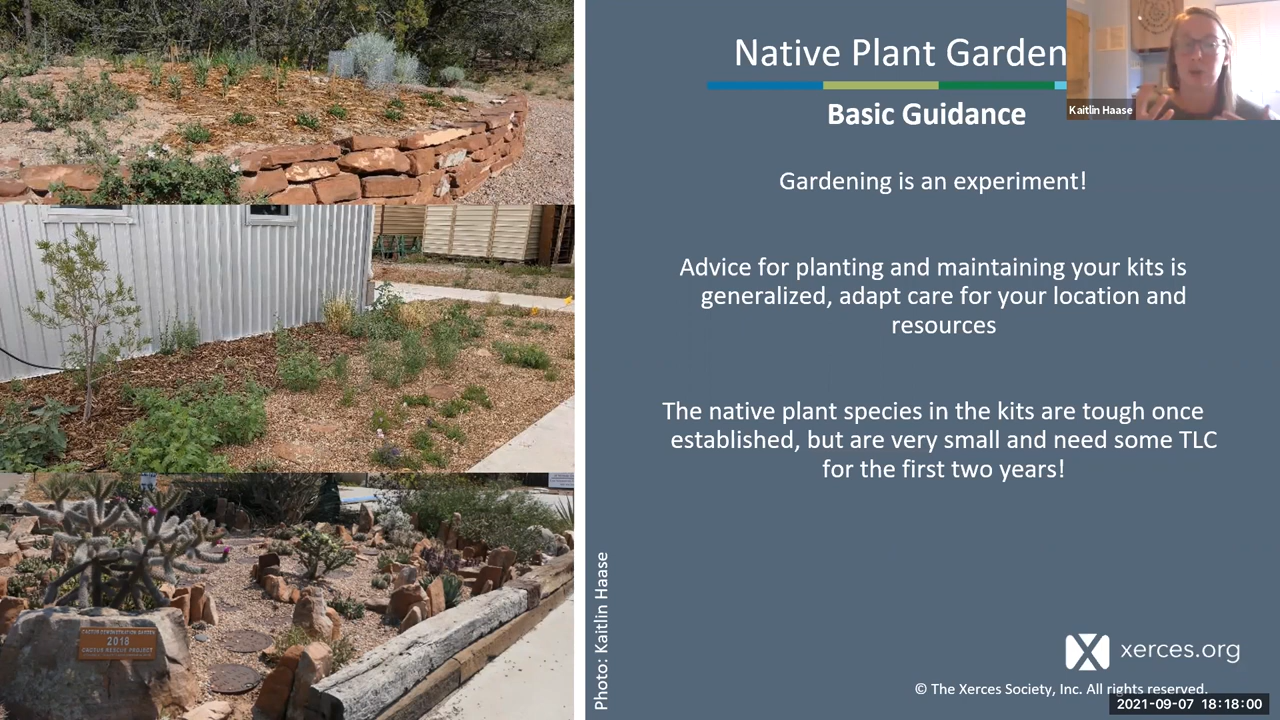 Native Plant Garden
Kaitlin Haase
Basic Guidance
Gardening is an experiment!
Advice for planting and maintaining your kits is
generalized, adapt care for your location and
resources
The native plant species in the kits are tough once
established, but are very small and need some TLC
for the first two years!
Photo: Kaitlin Haase
CACTUS DEMONSTRATION GARDEN
2018
CACTUS RESCUE PROJECT
xerces.org
© The Xerces Society, Inc. All rights reserved.
2021-09-07 18:18:00